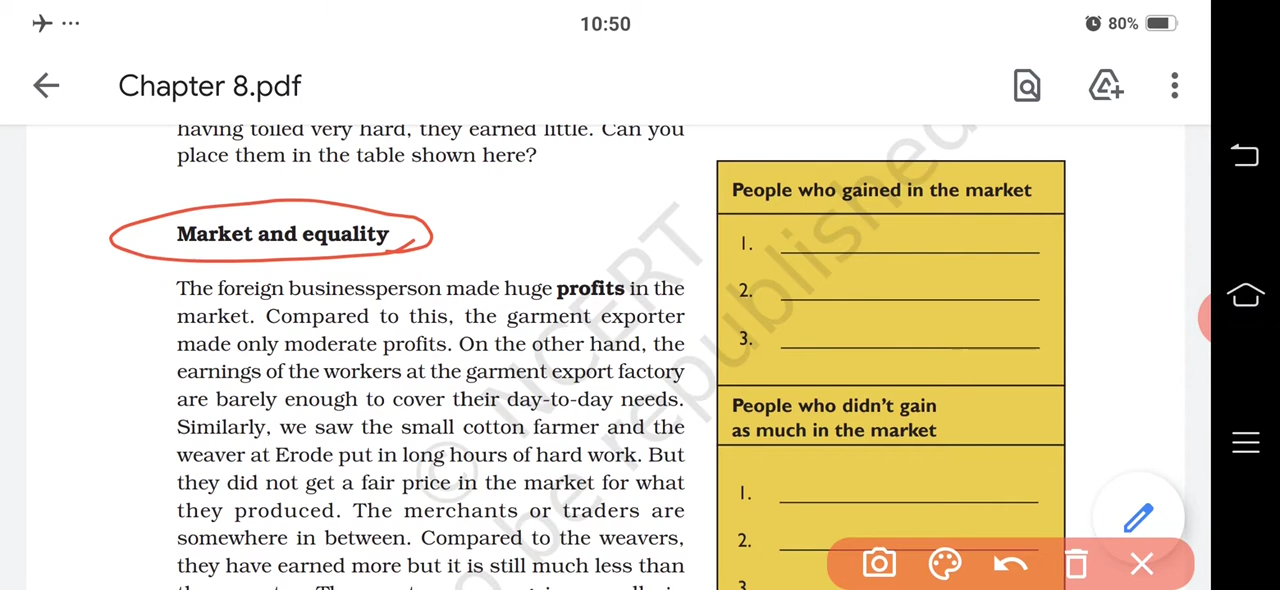 10:50
80%
Chapter 8.pdf
having toiled very hard, they earned little. Can you
place them in the table shown here?
Market and equality
The foreign businessperson made huge profits in the
market. Compared to this, the garment exporter
made only moderate profits. On the other hand, the
earnings of the workers at the garment export factory
are barely enough to cover their day-to-day needs.
Similarly, we saw the small cotton farmer and the
weaver at Erode put in long hours of hard work. But
they did not get a fair price in the market for what
they produced. The merchants or traders are
somewhere in between. Compared to the weavers,
they have earned more but it is still much less than
People who gained in the market
1.
2.
3.
People who didn't gain
as much in the market
1.
2.
3
© NCERT
be republished